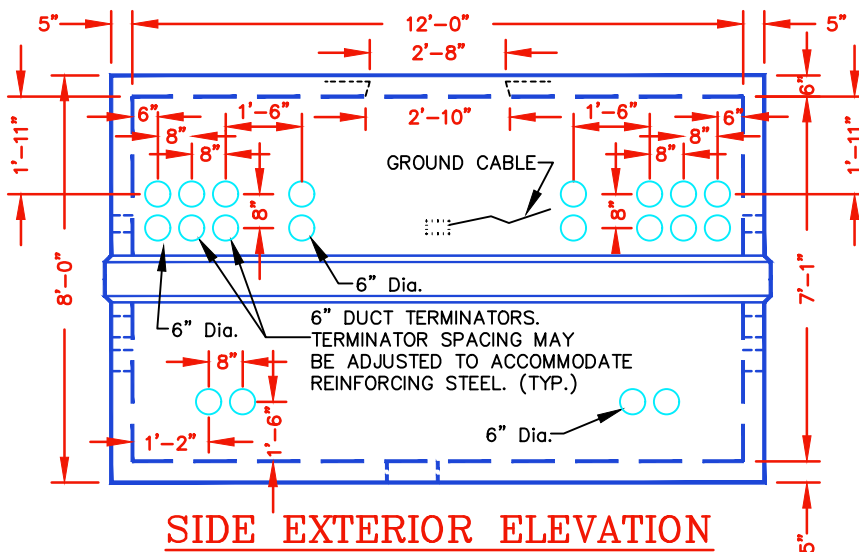 5” 12’-0” 5”
2’-8”
6”
6” 1’-6” 2’-10” 1’-6” 6”
1’-11” 8” 8” 1’-11”
8” 8”
GROUND CABLE
8” 8”
8’-0” 7’-1”
6” Dia.
6” Dia.
6” DUCT TERMINATORS.
TERMINATOR SPACING MAY
BE ADJUSTED TO ACCOMMODATE
REINFORCING STEEL. (TYP.)
8”
1’-6”
1’-2”
6” Dia.
5”
SIDE EXTERIOR ELEVATION